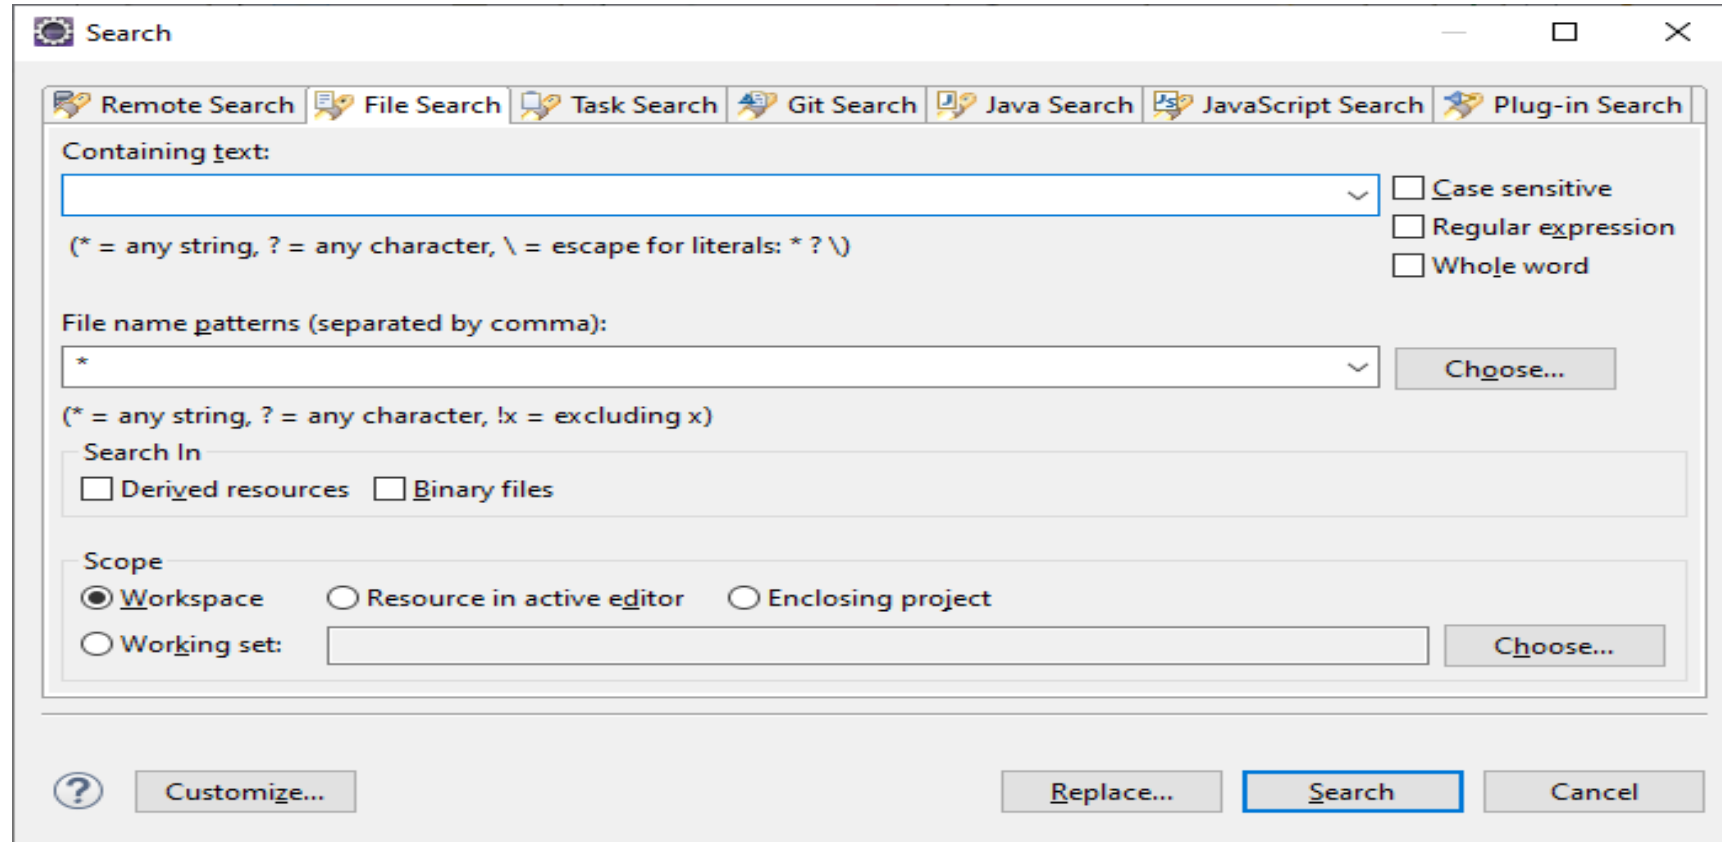 Search
Remote Search File Search Task Search Git Search Java Search JavaScript Search Plug-in Search
Containing text:
Case sensitive
Regular expression
(* = any string, ? = any character, \ = escape for literals: * ? \)
Whole word
File name patterns (separated by comma):
* Choose...
(* = any string, ? = any character, !x = excluding x)
Search In
Derived resources Binary files
Scope
Workspace Resource in active editor Enclosing project
Working set: Choose...
? Customize... Replace... Search Cancel